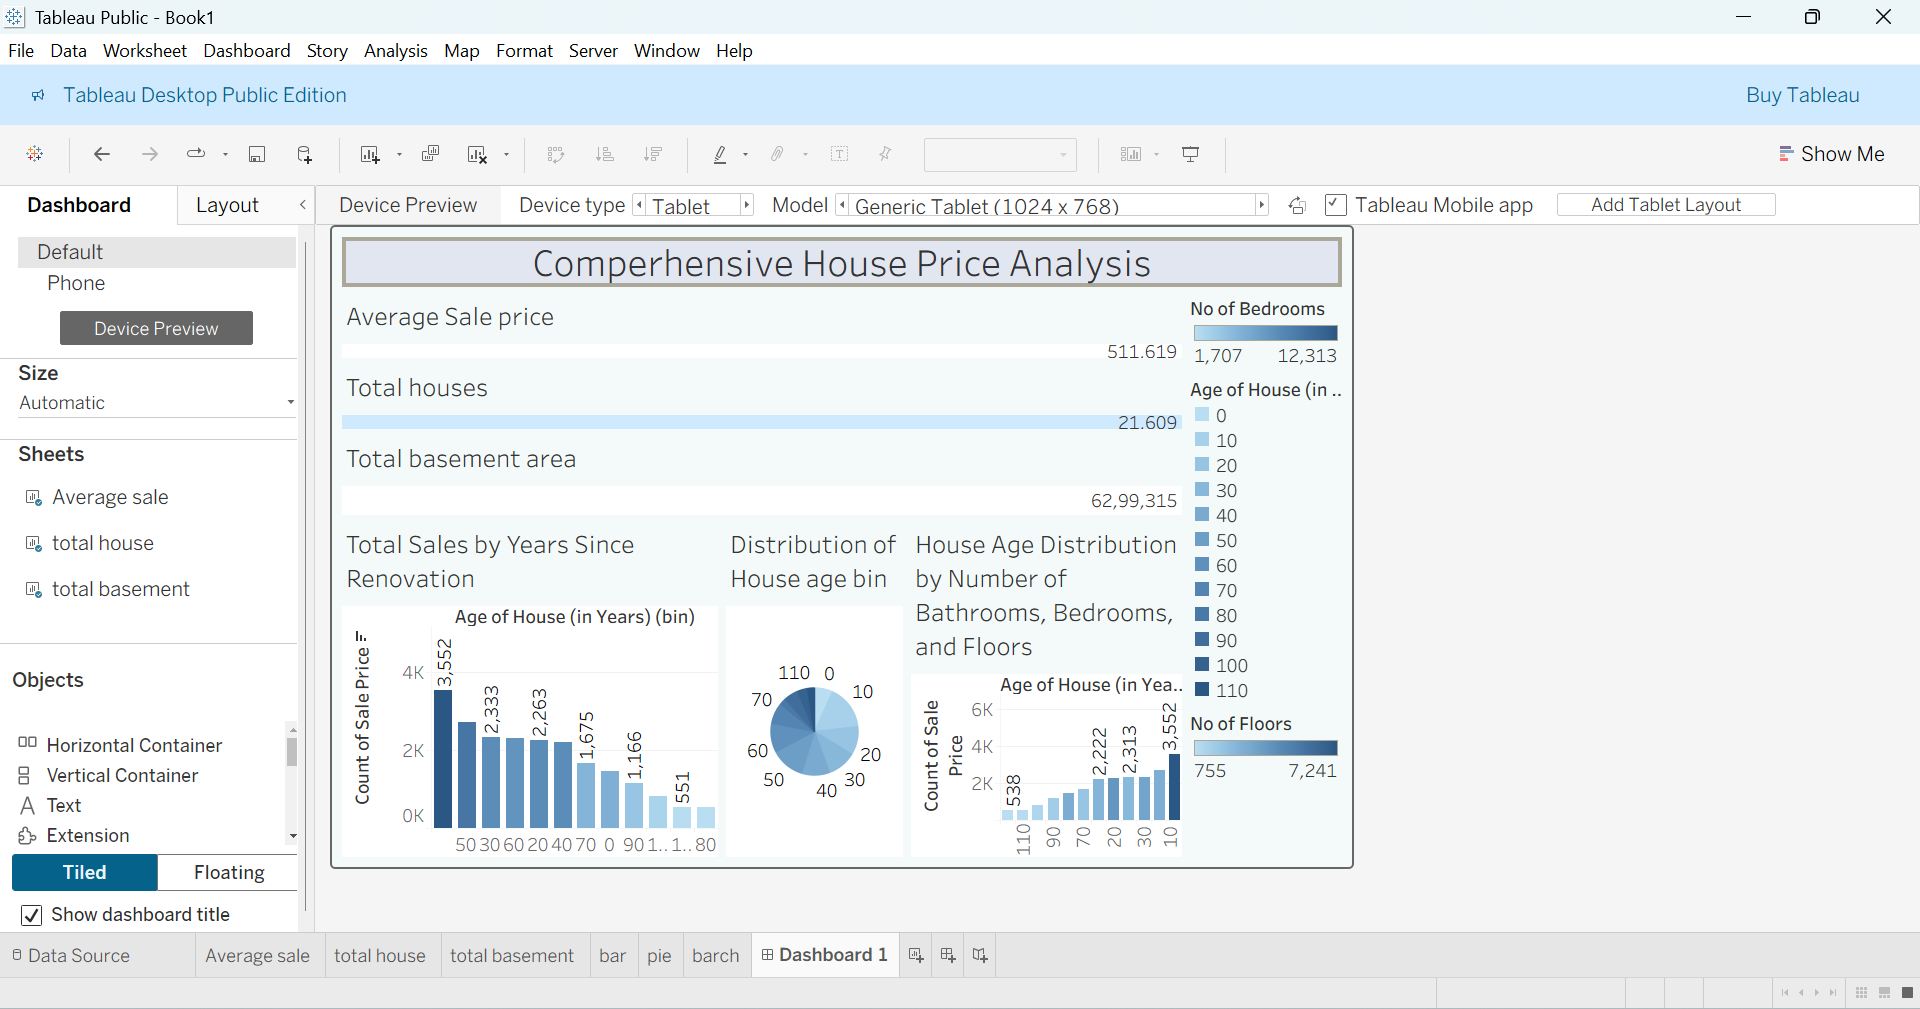 Tableau Public - Book1
File Data Worksheet Dashboard Story Analysis Map Format Server Window Help
Tableau Desktop Public Edition
Buy Tableau
Show Me
Dashboard Layout
Device Preview Device type Tablet Model Generic Tablet (1024 x 768) Tableau Mobile app Add Tablet Layout
Default
Phone
Device Preview
Size
Automatic
Sheets
Average sale
total house
total basement
Objects
Horizontal Container
Vertical Container
Text
Extension
Tiled Floating
Show dashboard title
Comperhensive House Price Analysis
Average Sale price
511.619
Total houses
21.609
Total basement area
62,99,315
Total Sales by Years Since
Renovation
Age of House (in Years) (bin)
Count of Sale Price
4K
2K
0K
3,552
2,333
2,263
1,675
1,166
551
50 30 60 20 40 70 0 90 1.. 1.. 80
Distribution of
House age bin
110 0
10
20
30
40
50
60
70
House Age Distribution
by Number of
Bathrooms, Bedrooms,
and Floors
Age of House (in Yea..
Count of Sale
Price
6K
4K
2K
538
2,222
2,313
3,552
110 90 70 20 30 10
No of Bedrooms
1,707 12,313
Age of House (in ..
0
10
20
30
40
50
60
70
80
90
100
110
No of Floors
755 7,241
Data Source Average sale total house total basement bar pie barch Dashboard 1